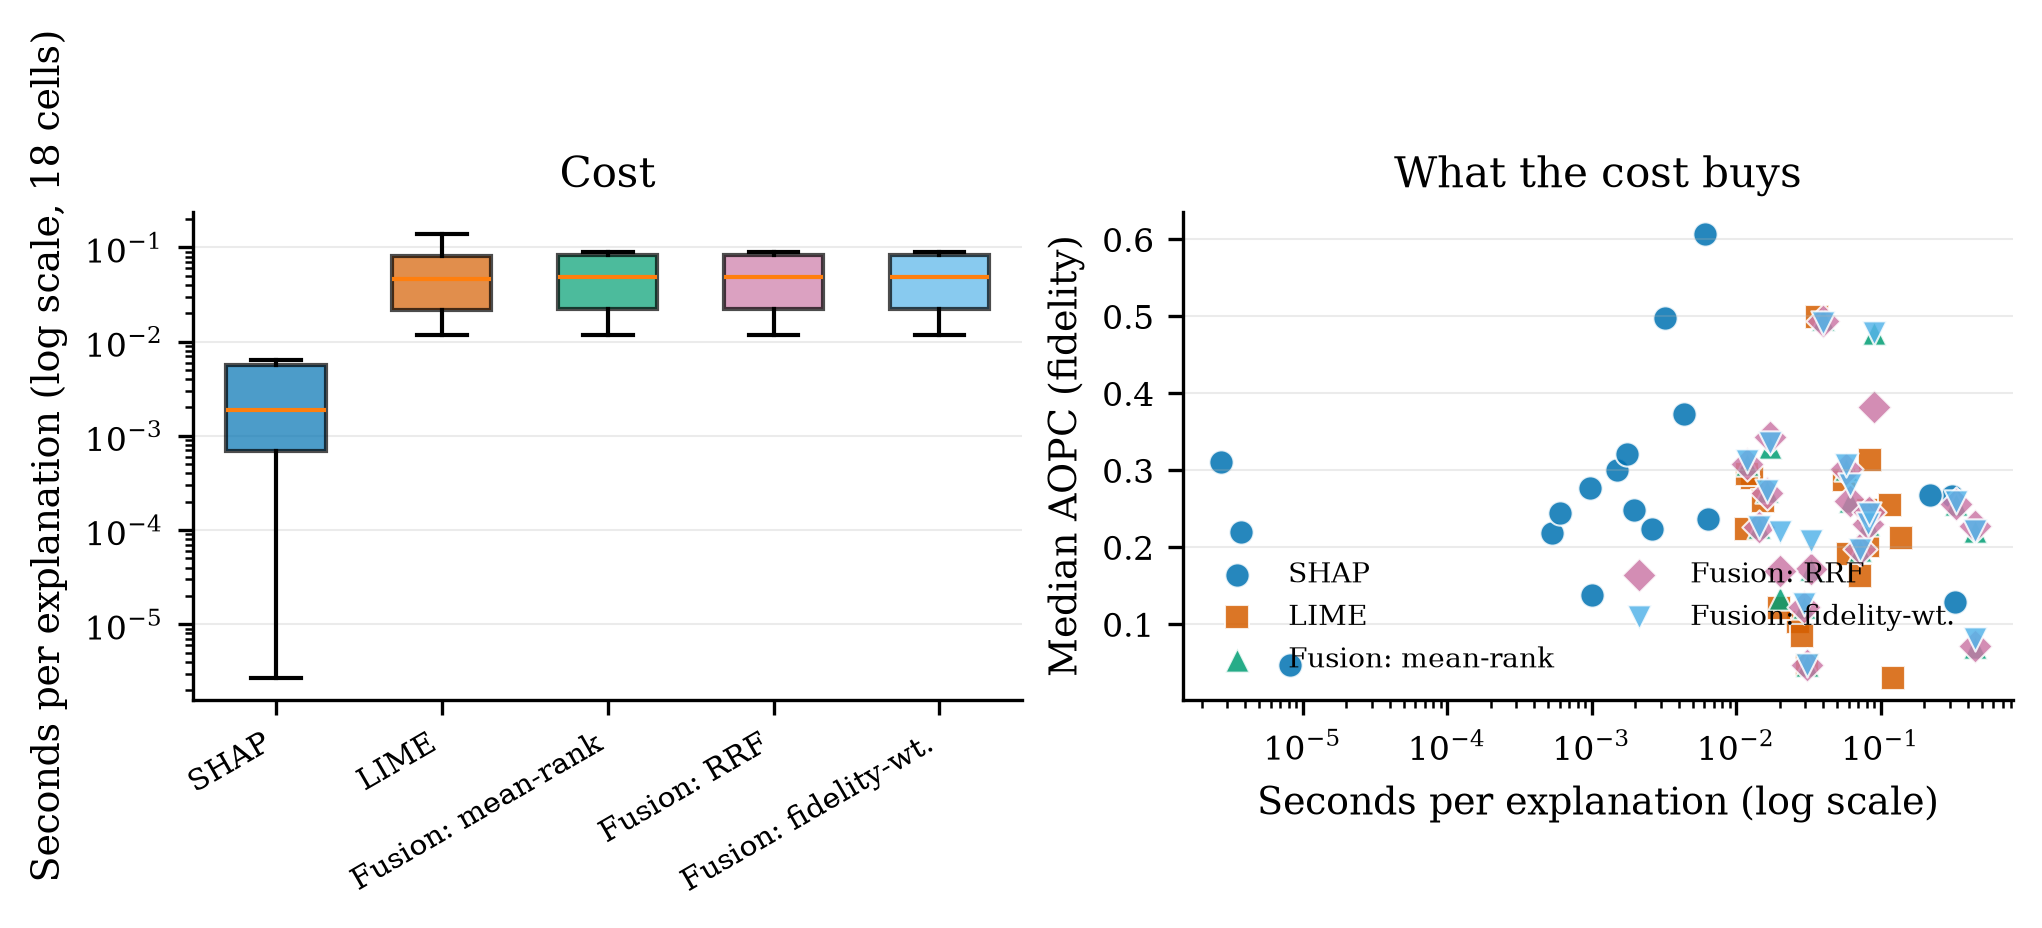 Cost
Seconds per explanation (log scale, 18 cells)
10⁻¹
10⁻²
10⁻³
10⁻⁴
10⁻⁵
SHAP
LIME
Fusion: mean-rank
Fusion: RRF
Fusion: fidelity-wt.
What the cost buys
Median AOPC (fidelity)
0.6
0.5
0.4
0.3
0.2
0.1
SHAP
LIME
Fusion: mean-rank
Fusion: RRF
Fusion: fidelity-wt.
10⁻⁵
10⁻⁴
10⁻³
10⁻²
10⁻¹
Seconds per explanation (log scale)